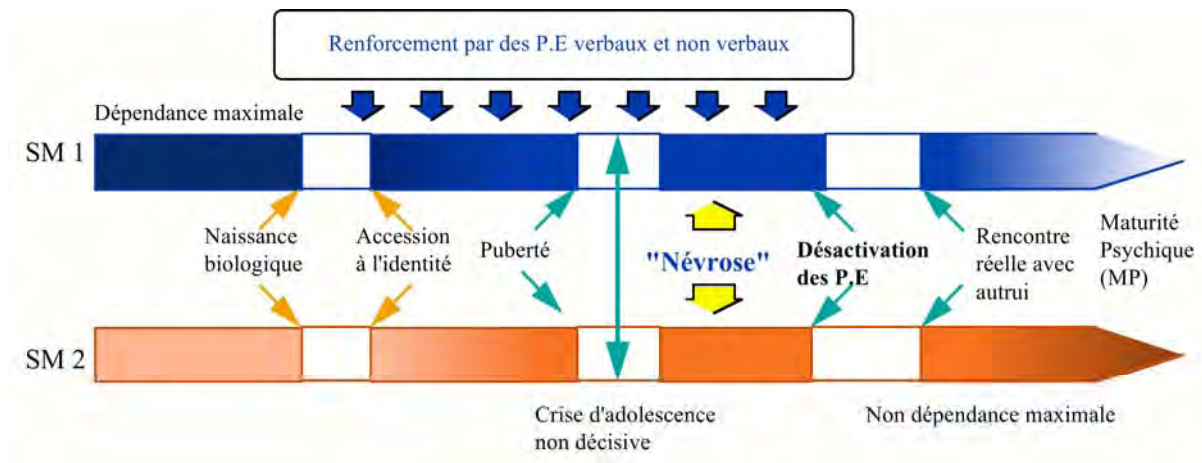 Renforcement par des P.E verbaux et non verbaux
Dépendance maximale
SM 1
Naissance
biologique
Accession
à l'identité
Puberté
"Névrose"
Désactivation
des P.E
Rencontre
réelle avec
autrui
Maturité
Psychique
(MP)
SM 2
Crise d'adolescence
non décisive
Non dépendance maximale